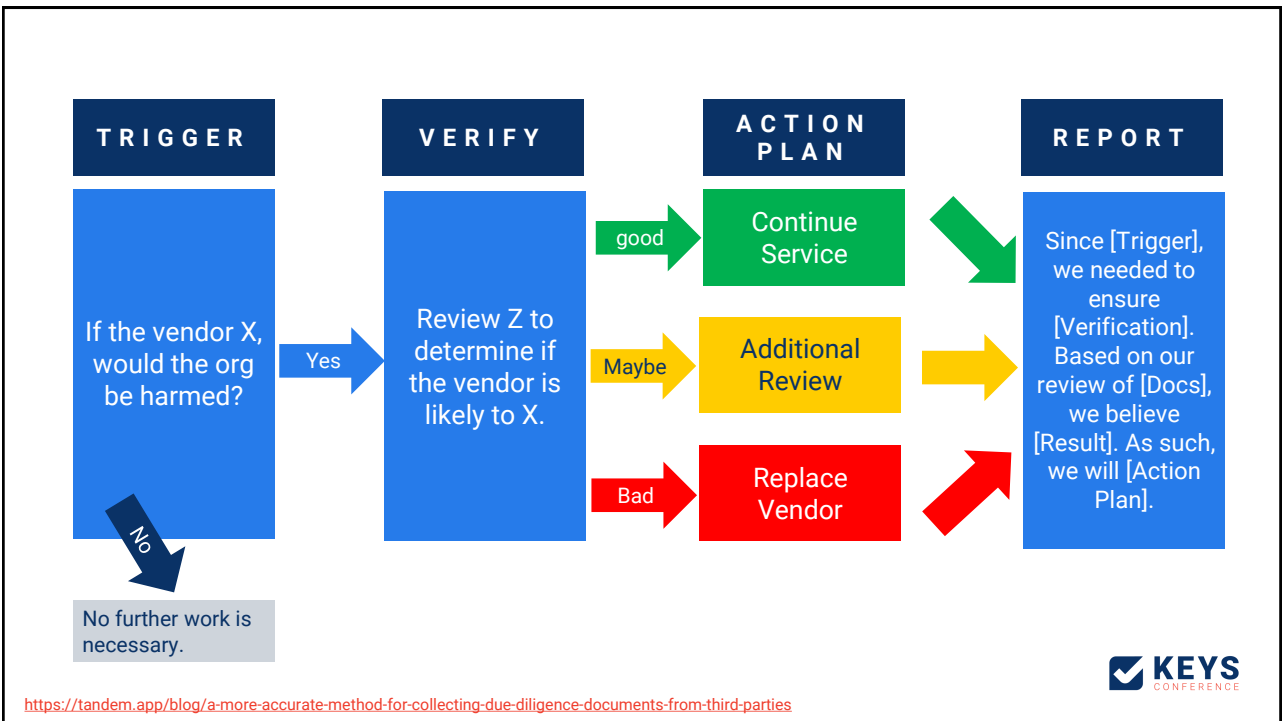 TRIGGER
If the vendor X,
would the org
be harmed?
No
No further work is
necessary.
Yes
VERIFY
Review Z to
determine if
the vendor is
likely to X.
good
Maybe
Bad
ACTION
PLAN
Continue
Service
Additional
Review
Replace
Vendor
REPORT
Since [Trigger],
we needed to
ensure
[Verification].
Based on our
review of [Docs],
we believe
[Result]. As such,
we will [Action
Plan].
KEYS
CONFERENCE
https://tandem.app/blog/a-more-accurate-method-for-collecting-due-diligence-documents-from-third-parties